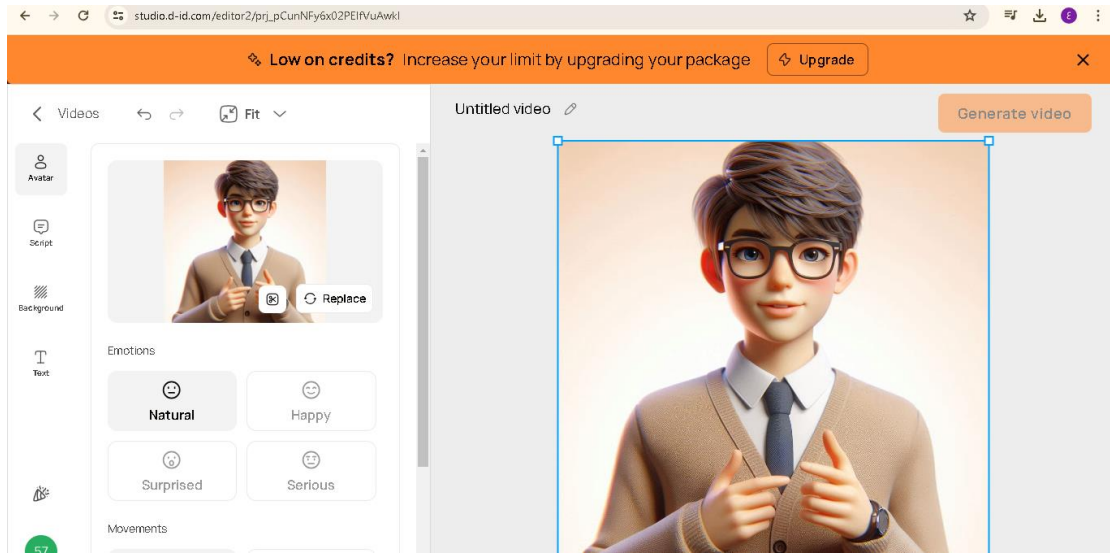 studio.d-id.com/editor2/prj_pCunNFy6x02PEIfVuAwkI
E
Low on credits? Increase your limit by upgrading your package Upgrade
Videos Fit
Untitled video
Generate video
Avatar
Script
Background
Text
Replace
Emotions
Natural Happy
Surprised Serious
Movements
57